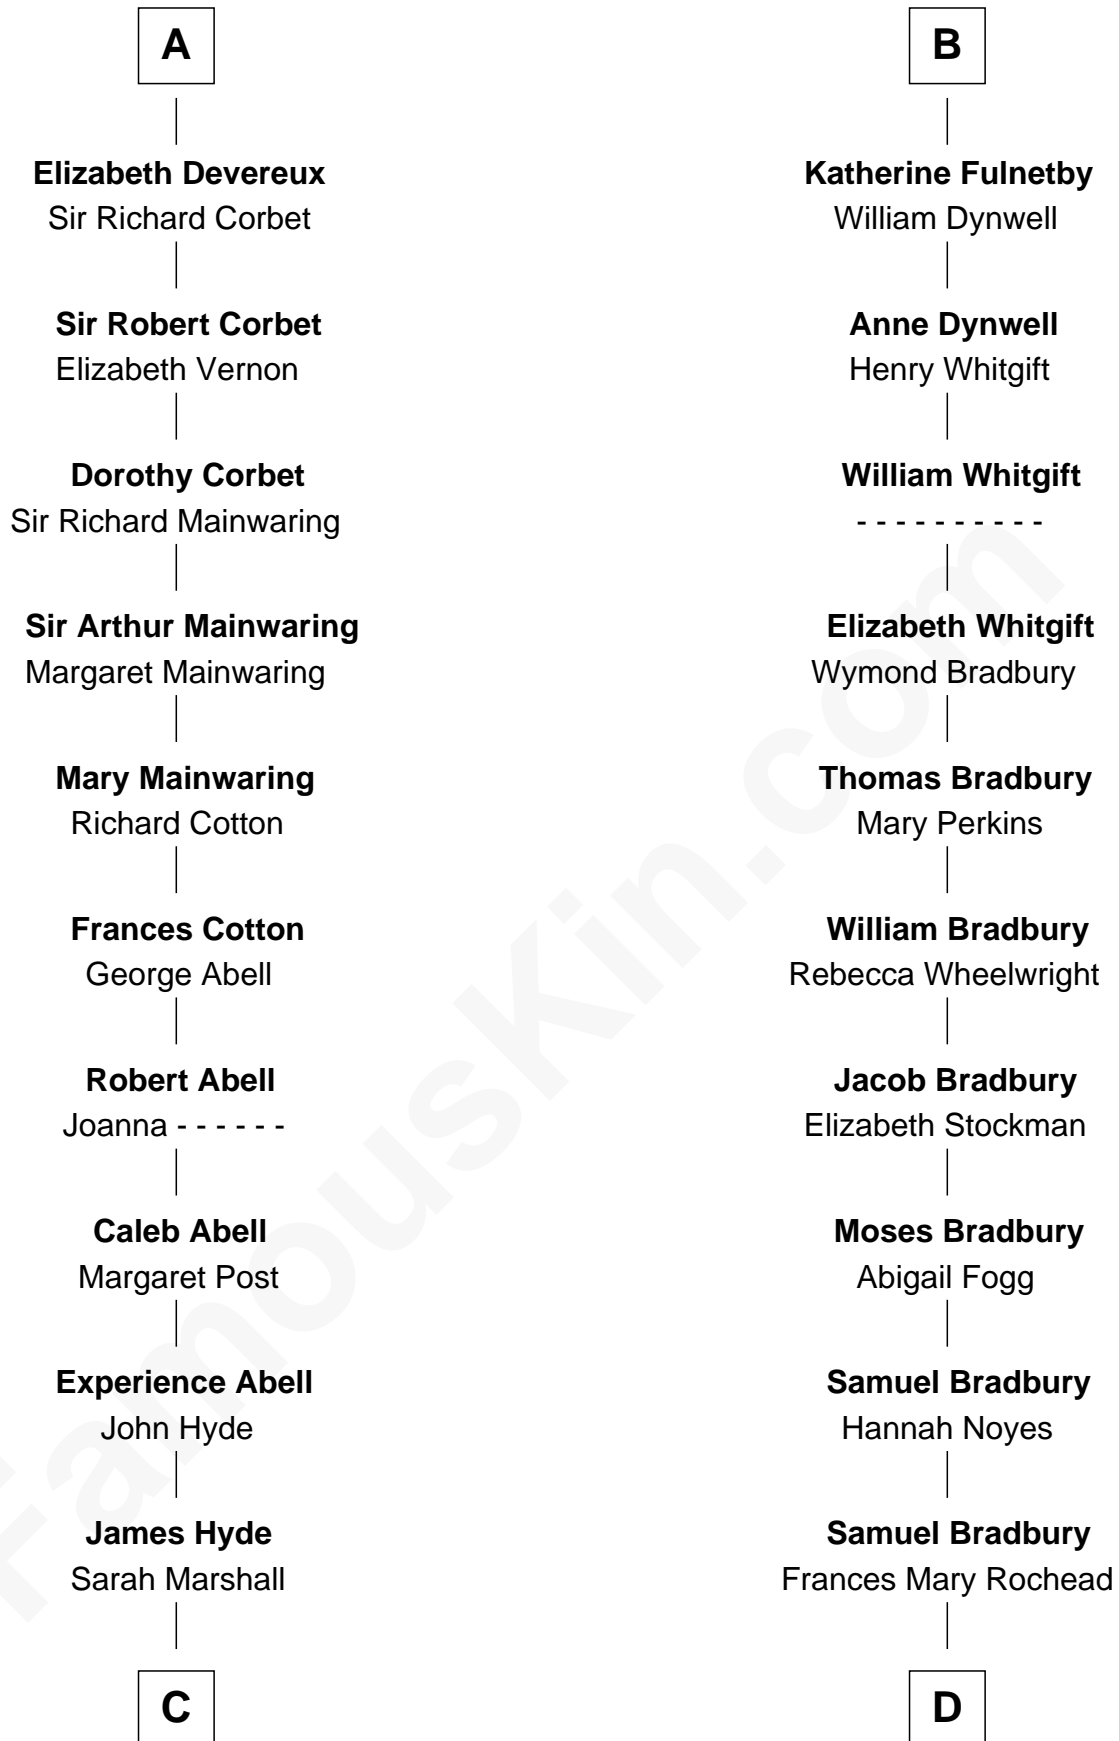 A
Elizabeth Devereux
Sir Richard Corbet
Sir Robert Corbet
Elizabeth Vernon
Dorothy Corbet
Sir Richard Mainwaring
Sir Arthur Mainwaring
Margaret Mainwaring
Mary Mainwaring
Richard Cotton
Frances Cotton
George Abell
Robert Abell
Joanna - - - - - -
Caleb Abell
Margaret Post
Experience Abell
John Hyde
James Hyde
Sarah Marshall
C
B
Katherine Fulnetby
William Dynwell
Anne Dynwell
Henry Whitgift
William Whitgift
- - - - - - - - - -
Elizabeth Whitgift
Wymond Bradbury
Thomas Bradbury
Mary Perkins
William Bradbury
Rebecca Wheelwright
Jacob Bradbury
Elizabeth Stockman
Moses Bradbury
Abigail Fogg
Samuel Bradbury
Hannah Noyes
Samuel Bradbury
Frances Mary Rochead
D
FamousKin.com